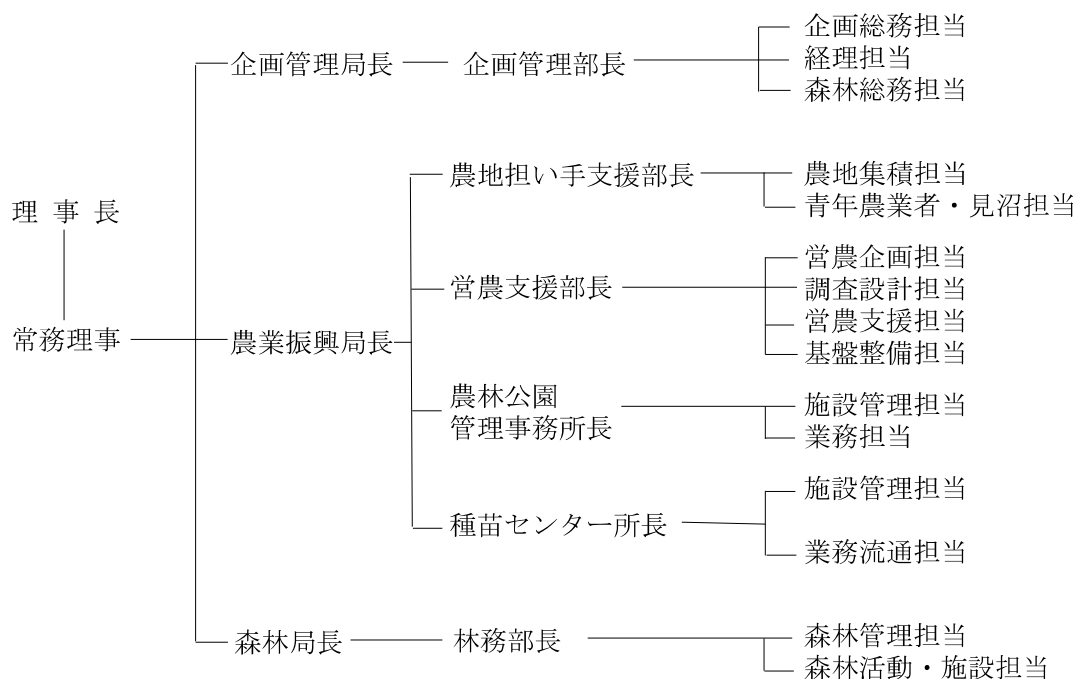 企画総務担当
企画管理局長 企画管理部長 経理担当
森林総務担当
農地担い手支援部長 農地集積担当
青年農業者・見沼担当
理 事 長
営農企画担当
営農支援部長 調査設計担当
営農支援担当
常務理事 農業振興局長 基盤整備担当
農林公園
管理事務所長
施設管理担当
業務担当
施設管理担当
種苗センター所長
業務流通担当
森林局長 林務部長 森林管理担当
森林活動・施設担当